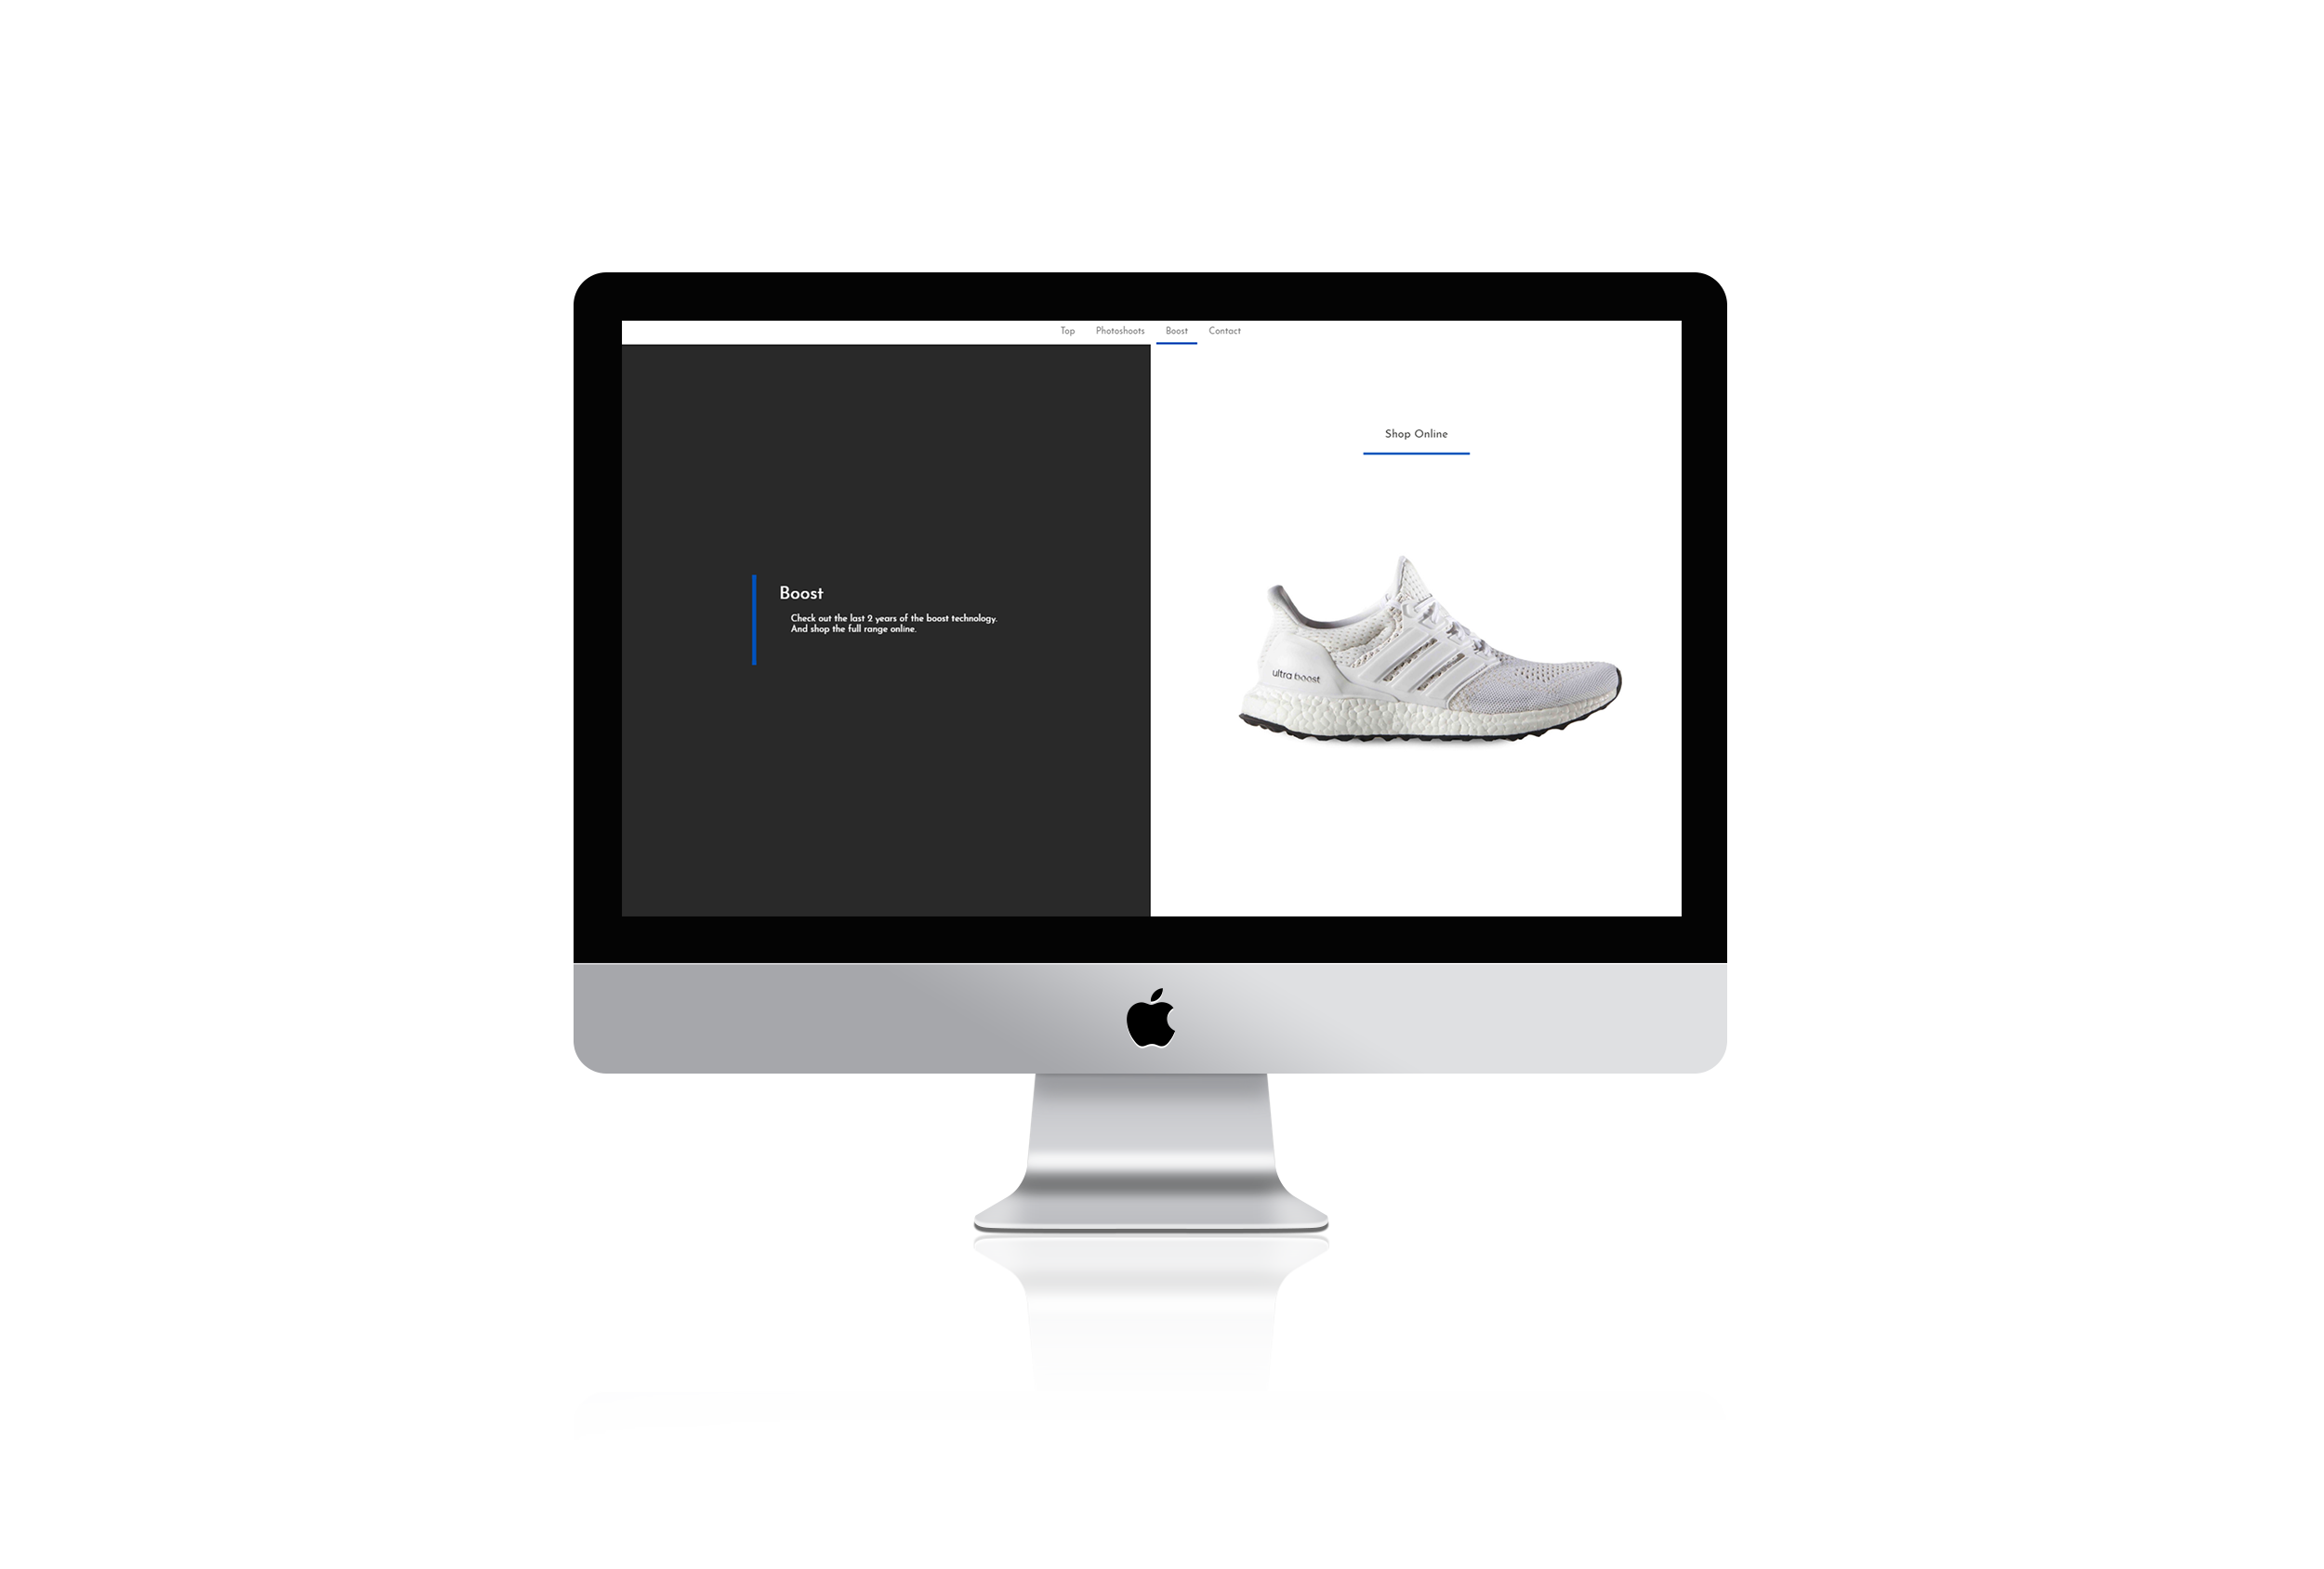 Top
Photoshoots
Boost
Contact
Shop Online
Boost
Check out the last 2 years of the boost technology.
And shop the full range online.
ultra boost